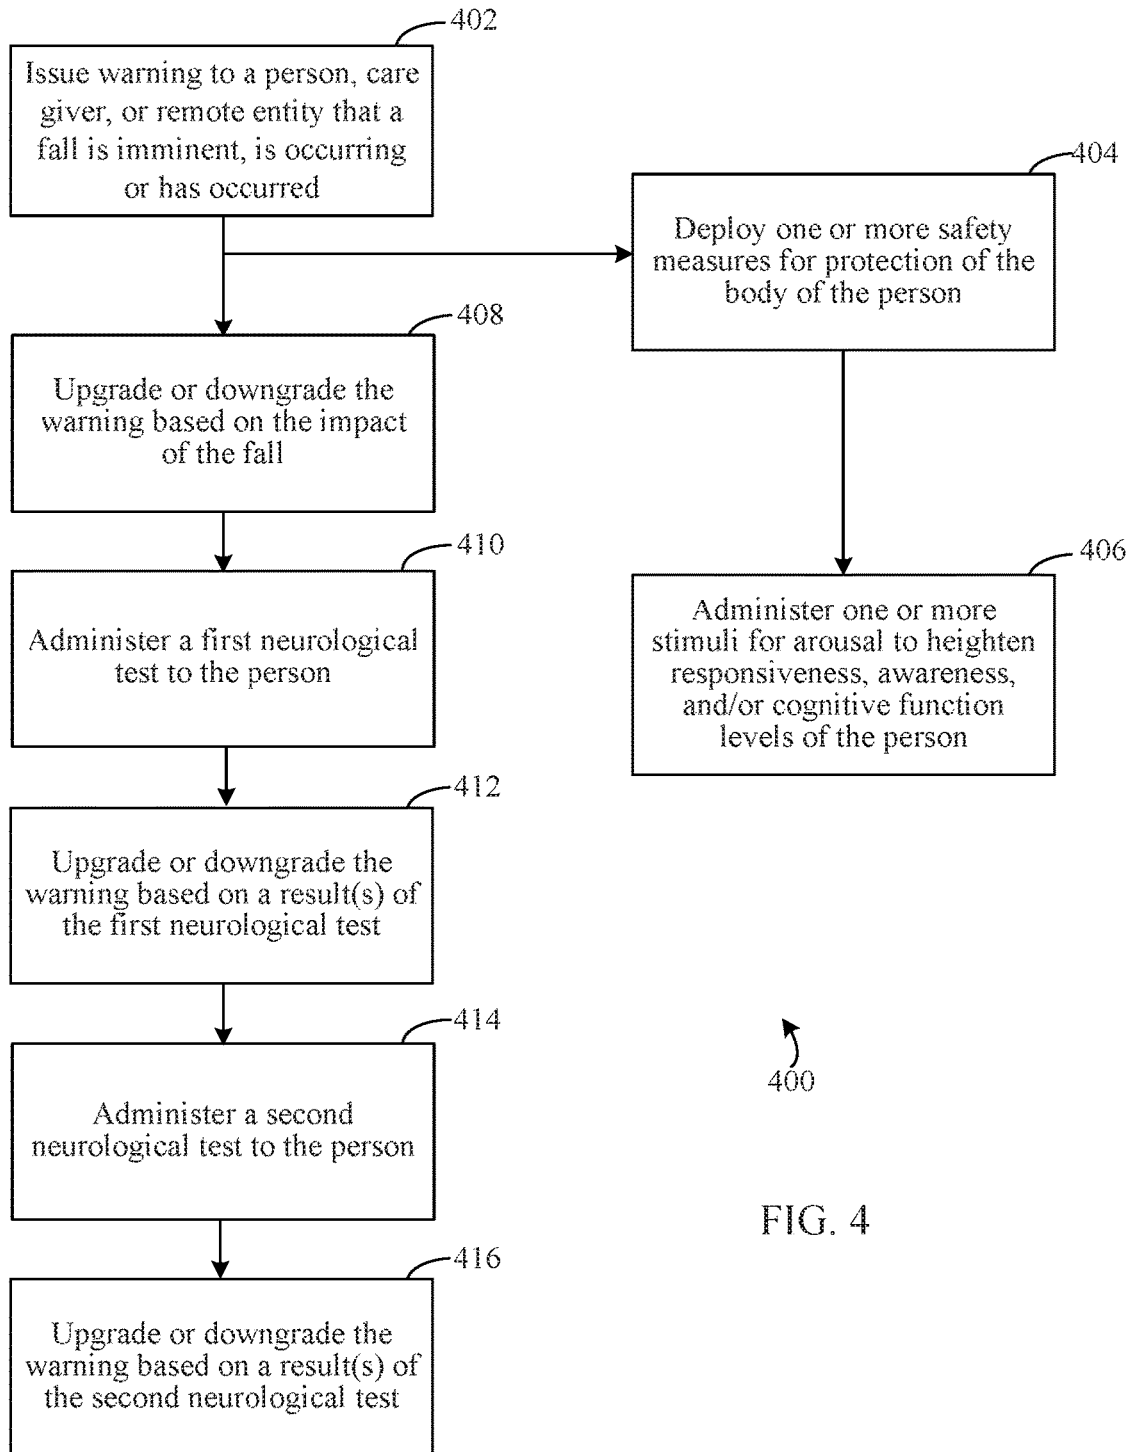 402
Issue warning to a person, care
giver, or remote entity that a
fall is imminent, is occurring
or has occurred
404
Deploy one or more safety
measures for protection of the
body of the person
408
Upgrade or downgrade the
warning based on the impact
of the fall
410
Administer a first neurological
test to the person
406
Administer one or more
stimuli for arousal to heighten
responsiveness, awareness,
and/or cognitive function
levels of the person
412
Upgrade or downgrade the
warning based on a result(s) of
the first neurological test
414
Administer a second
neurological test to the person
400
FIG. 4
416
Upgrade or downgrade the
warning based on a result(s) of
the second neurological test